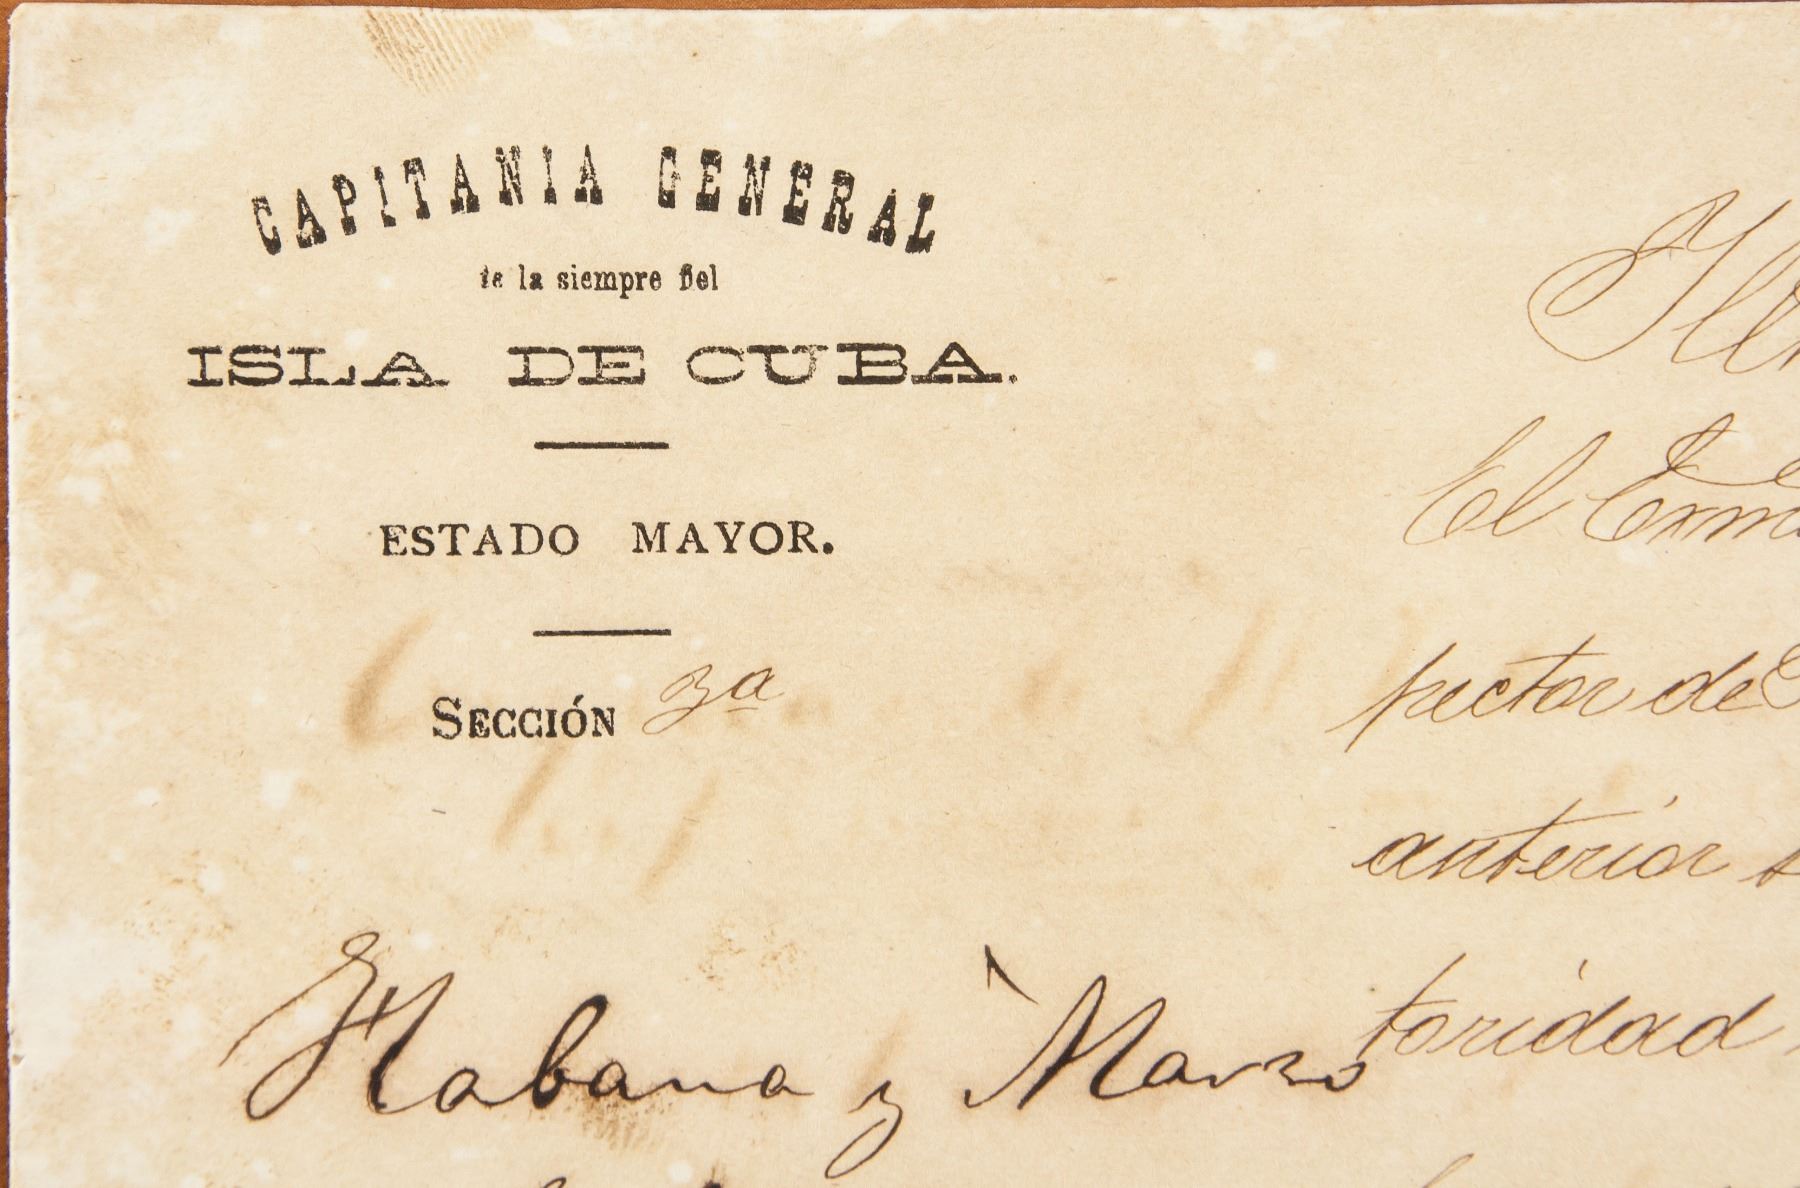 CAPITANIA GENERAL
de la siempre fiel
ISLA DE CUBA.
ESTADO MAYOR.
SECCIÓN 3a
El Exmo
pector de
anterior
toridad
Habana y Marzo